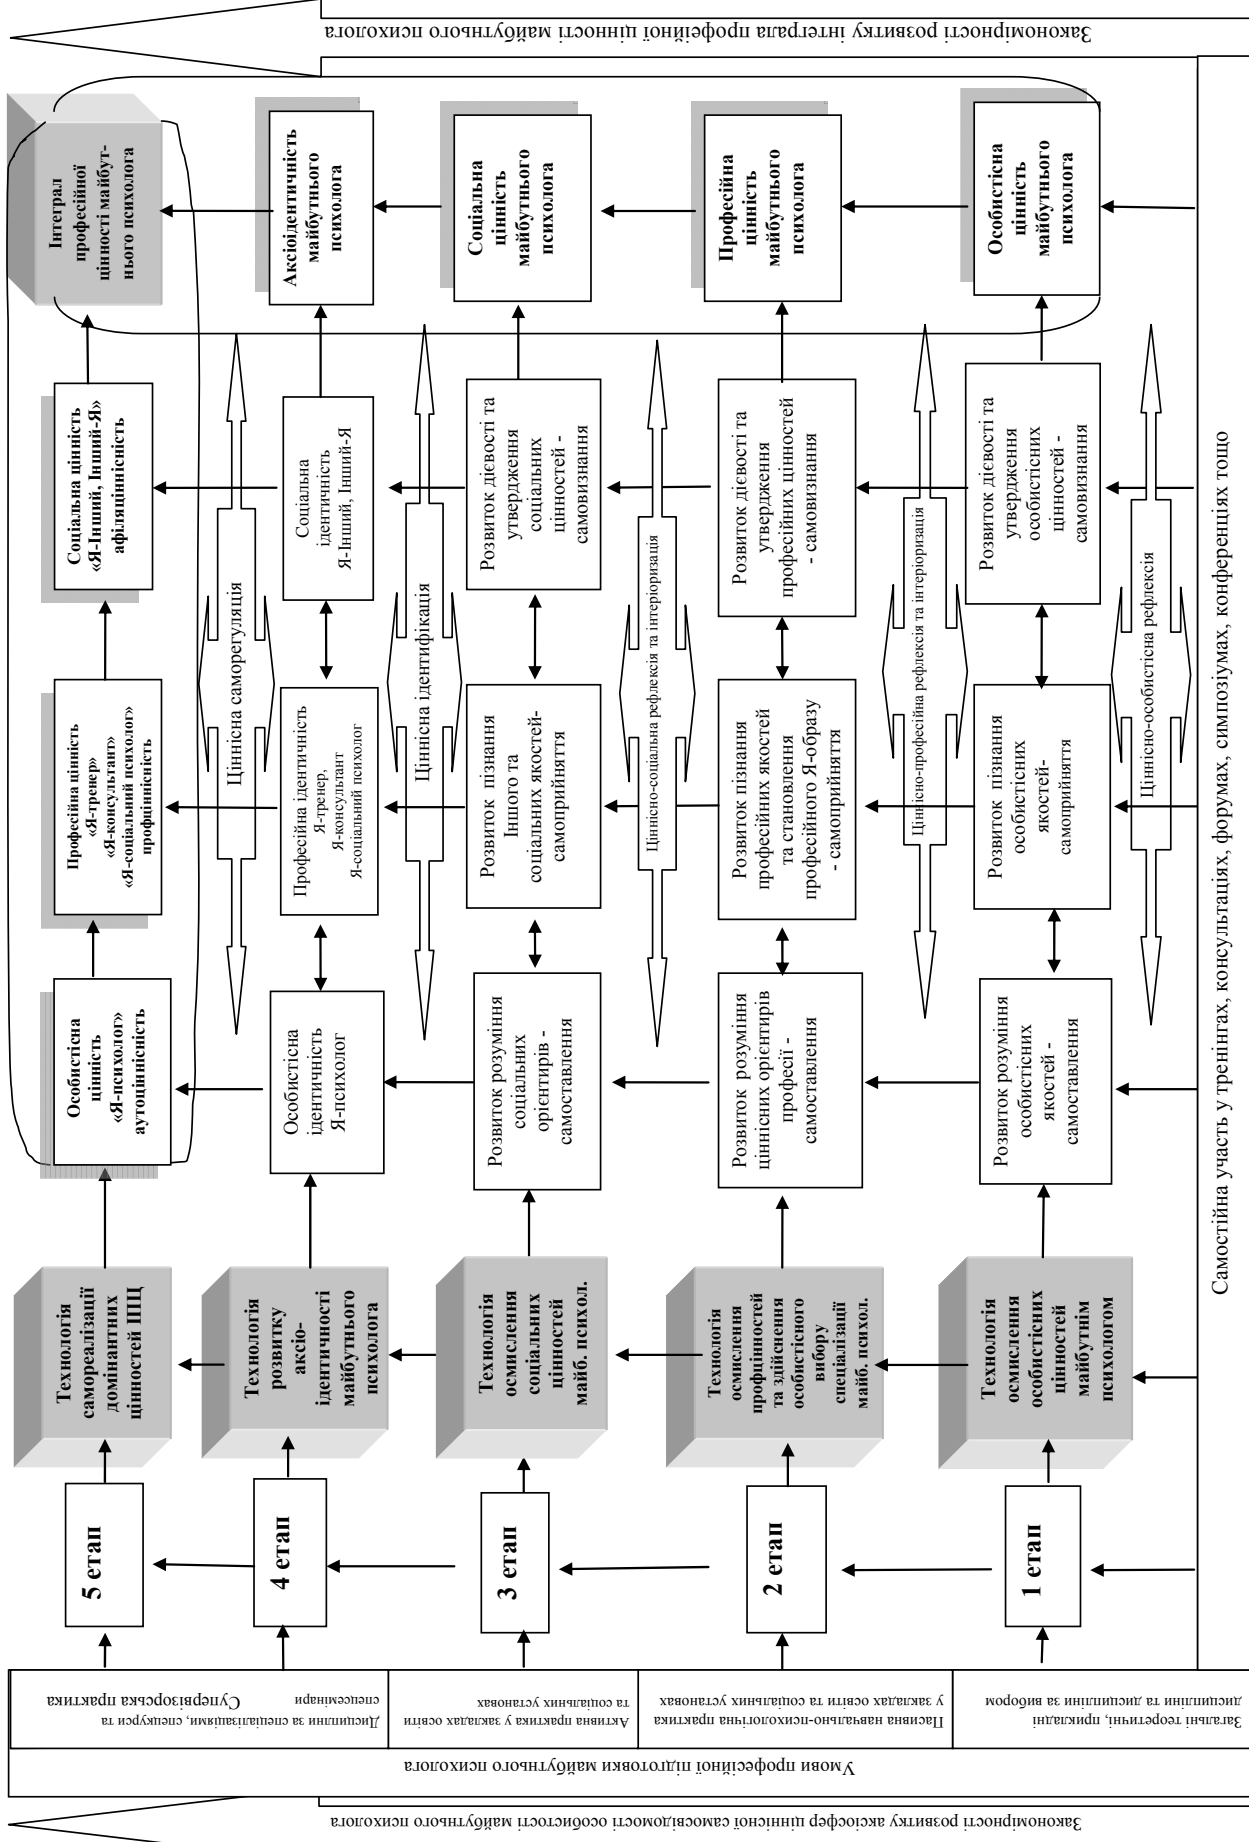 Закономірності розвитку інтеграла професійної цінності майбутнього психолога
Інтеграл
професійної
цінності майбут-
нього психолога
Аксіоідентичність
майбутнього
психолога
Соціальна
цінність
майбутнього
психолога
Професійна
цінність
майбутнього
психолога
Особистісна
цінність
майбутнього
психолога
Соціальна цінність
«Я-Інший, Інший-Я»
афіляціннісність
Соціальна
ідентичність
Я-Інший, Інший-Я
Розвиток дієвості та
утвердження
соціальних
цінностей -
самовизнання
Розвиток дієвості та
утвердження
професійних цінностей
- самовизнання
Розвиток дієвості та
утвердження
особистісних
цінностей -
самовизнання
Ціннісна саморегуляція
Ціннісна ідентифікація
Ціннісно-соціальна рефлексія та інтеріоризація
Ціннісно-професійна рефлексія та інтеріоризація
Ціннісно-особистісна рефлексія
Професійна цінність
«Я-тренер»
«Я-консультант»
«Я-соціальний психолог»
профціннісність
Професійна ідентичність
Я-тренер,
Я-консультант
Я-соціальний психолог
Розвиток пізнання
Іншого та
соціальних якостей-
самоприйняття
Розвиток пізнання
професійних якостей
та становлення
професійного Я-образу
- самоприйняття
Розвиток пізнання
особистісних
якостей-
самоприйняття
Особистісна
цінність
«Я-психолог»
аутоціннісність
Особистісна
ідентичність
Я-психолог
Розвиток розуміння
соціальних
орієнтирів -
самоставлення
Розвиток розуміння
ціннісних орієнтирів
професії -
самоставлення
Розвиток розуміння
особистісних
якостей -
самоставлення
Технологія
самореалізації
домінантних
цінностей ІПЦ
Технологія
розвитку
аксіо-
ідентичності
майбутнього
психолога
Технологія
осмислення
соціальних
цінностей
майб. психол.
Технологія
осмислення
профцінностей
та здійснення
особистісного
вибору
спеціалізації
майб. психол.
Технологія
осмислення
особистісних
цінностей
майбутнім
психологом
5 етап
4 етап
3 етап
2 етап
1 етап
Дисципліни за спеціалізаціями, спецкурси та
спецсемінари Супервізорська практика
Активна практика у закладах освіти
та соціальних установах
Пасивна навчально-психологічна практика
у закладах освіти та соціальних установах
Загальні теоретичні, прикладні
дисципліни та дисципліни за вибором
Умови професійної підготовки майбутнього психолога
Закономірності розвитку аксіосфер ціннісної самосвідомості особистості майбутнього психолога
Самостійна участь у тренінгах, консультаціях, форумах, симпозіумах, конференціях тощо